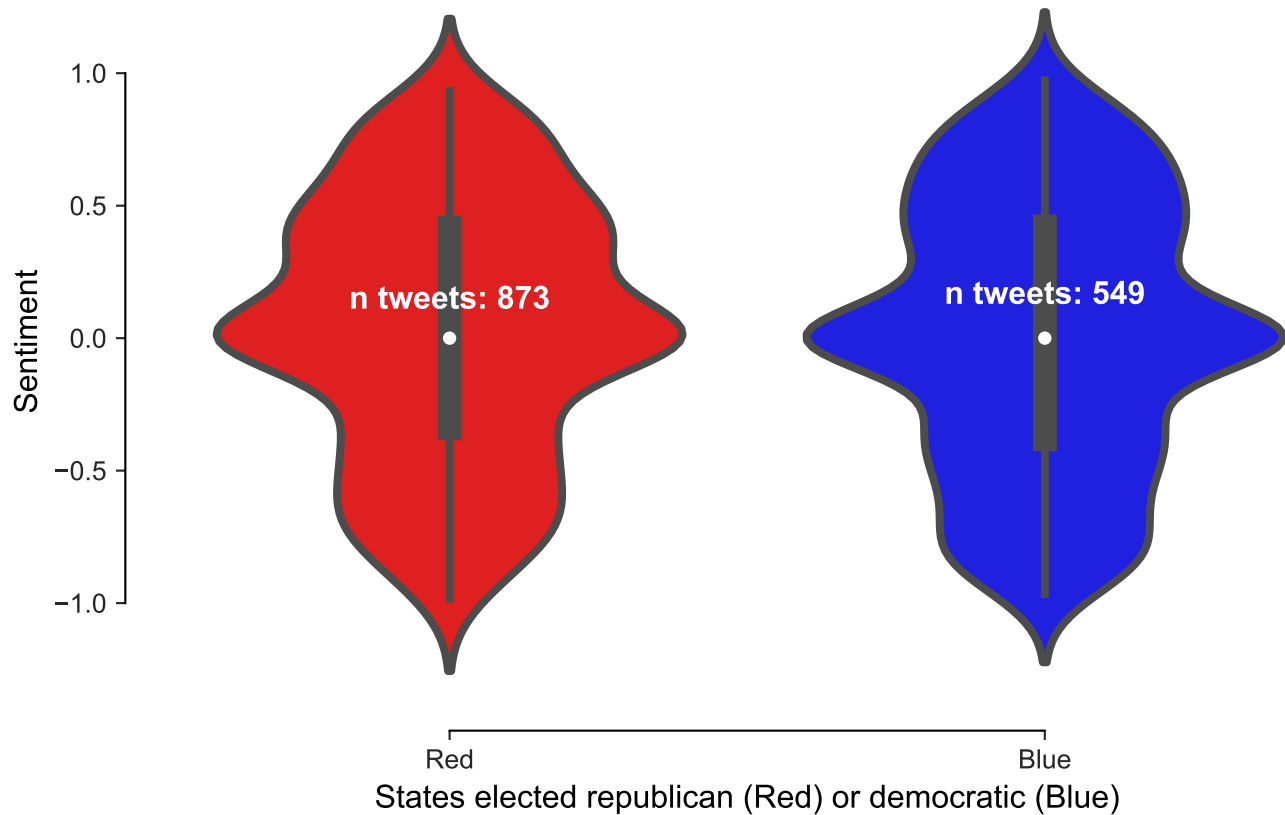 1.0
0.5
0.0
−0.5
−1.0
Sentiment
n tweets: 873
n tweets: 549
Red
Blue
States elected republican (Red) or democratic (Blue)